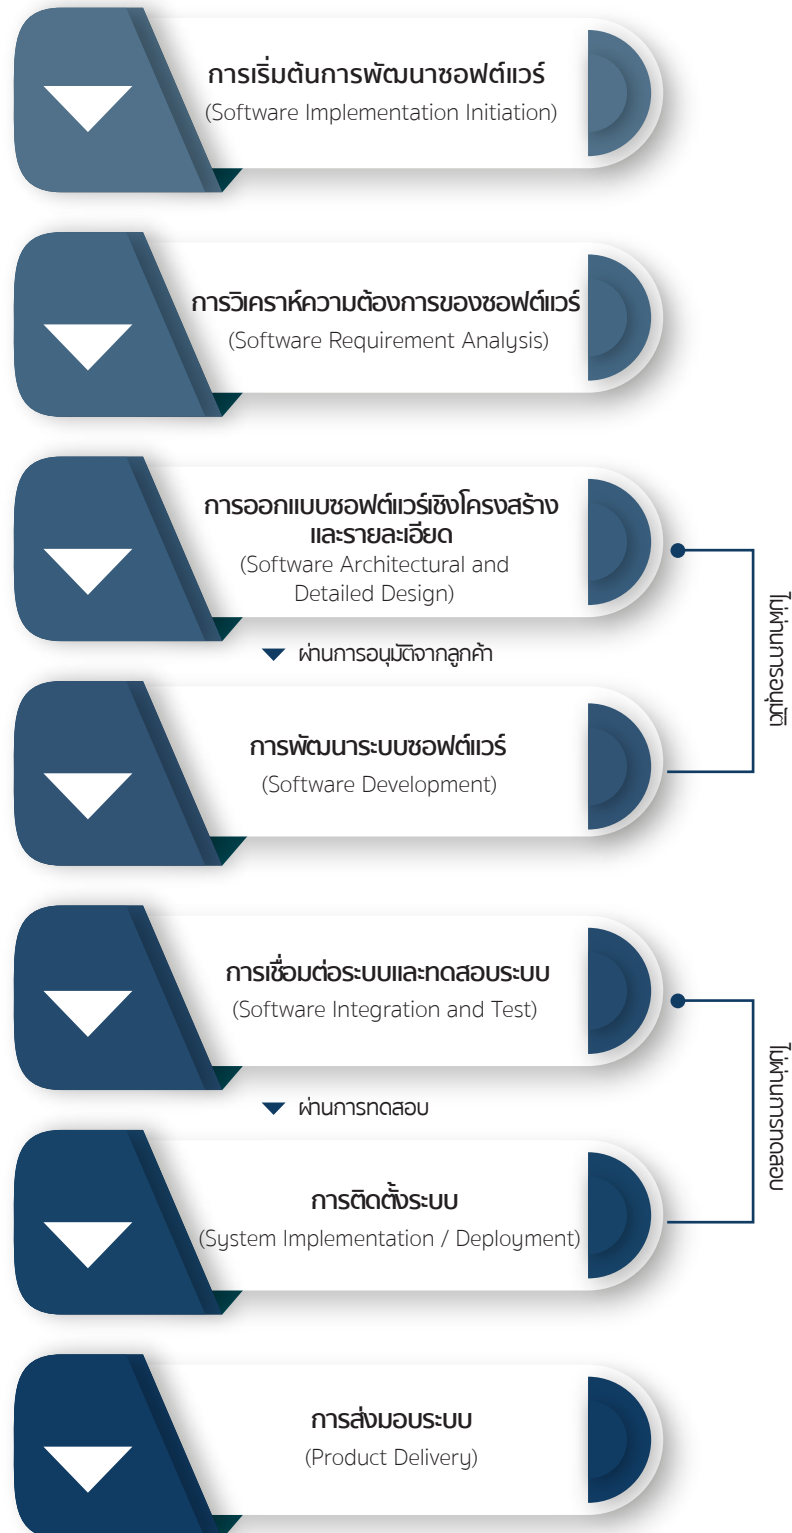 การเริ่มต้นการพัฒนาซอฟต์แวร์
(Software Implementation Initiation)
การวิเคราะห์ความต้องการของซอฟต์แวร์
(Software Requirement Analysis)
การออกแบบซอฟต์แวร์เชิงโครงสร้าง
และรายละเอียด
(Software Architectural and
Detailed Design)
ผ่านการอนุมัติจากลูกค้า
ไม่ผ่านการอนุมัติ
การพัฒนาระบบซอฟต์แวร์
(Software Development)
การเชื่อมต่อระบบและทดสอบระบบ
(Software Integration and Test)
ผ่านการทดสอบ
ไม่ผ่านการทดสอบ
การติดตั้งระบบ
(System Implementation / Deployment)
การส่งมอบระบบ
(Product Delivery)